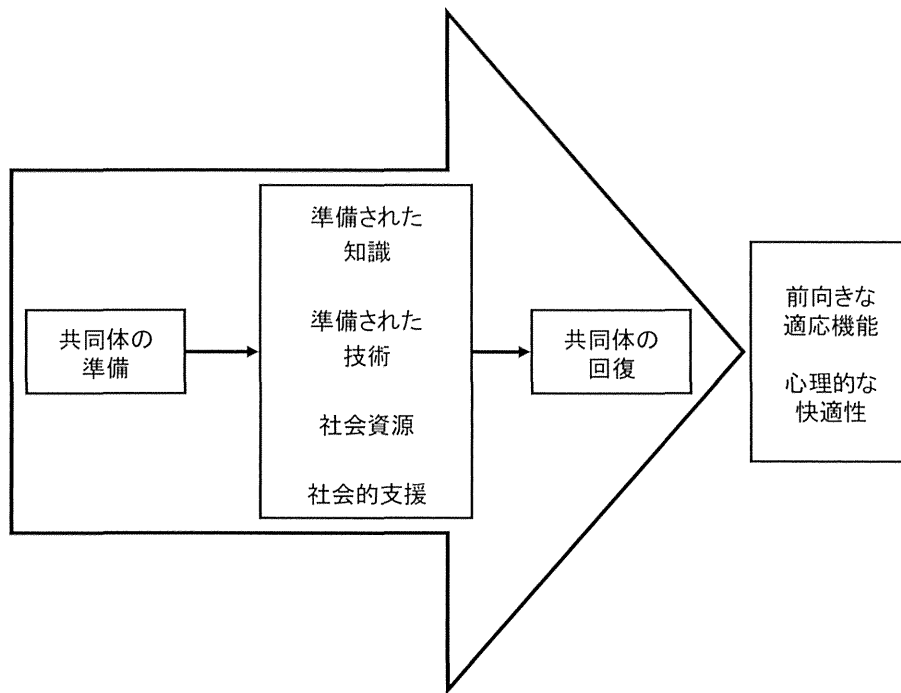 共同体の
準備
準備された
知識
準備された
技術
社会資源
社会的支援
共同体の
回復
前向きな
適応機能
心理的な
快適性